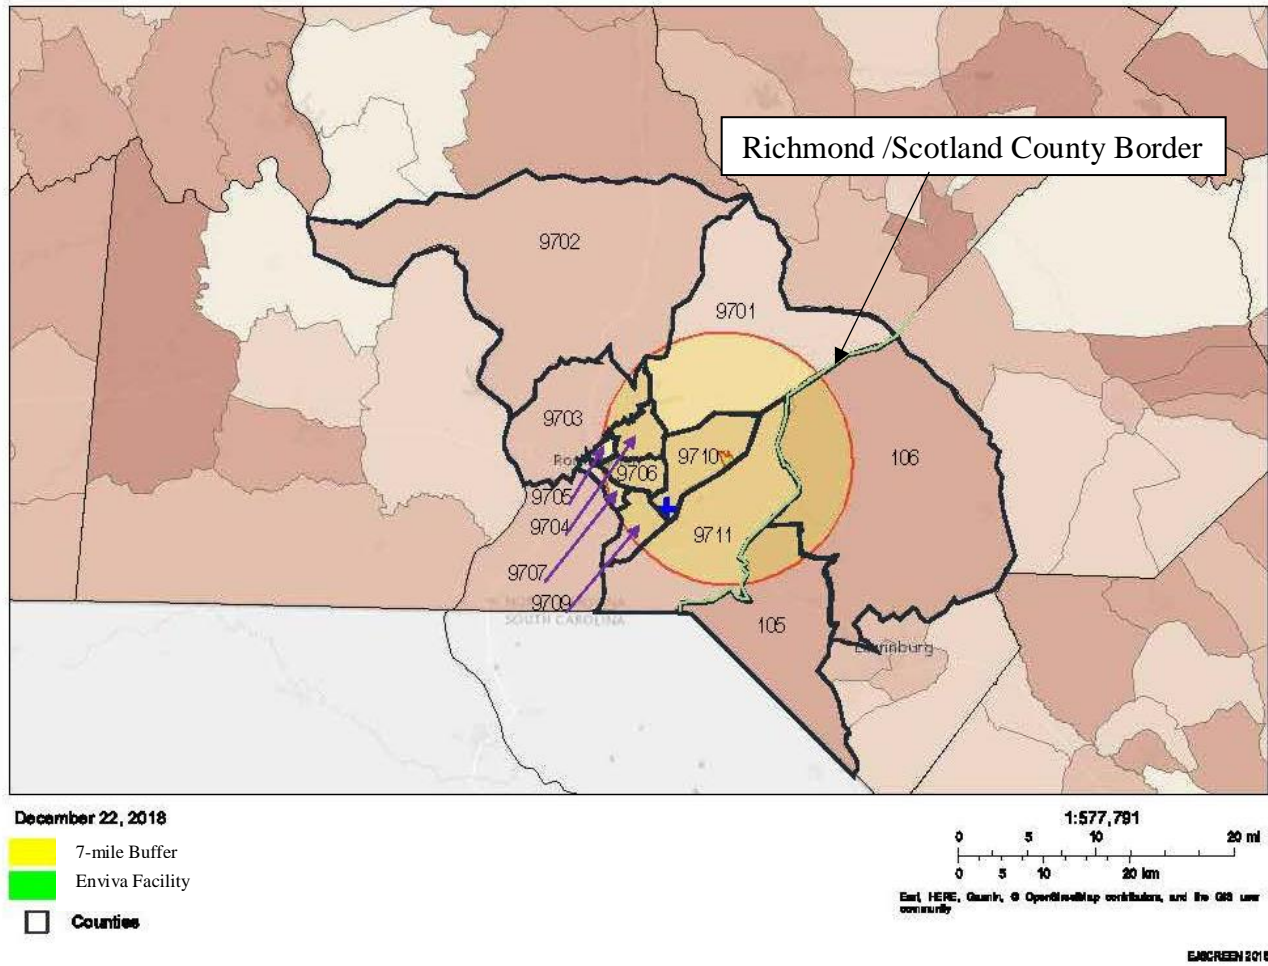 Richmond /Scotland County Border
9702
9701
9703
9710
106
9706
9705
9704
9711
9707
9709
SOUTH CAROLINA
105
December 22, 2018
1:577,791
0 5 10 20 mi
0 5 10 20 km
7-mile Buffer
Enviva Facility
Counties
Esri, HERE, Garmin, © OpenStreetMap contributors, and the GIS user
community
EJSCREEN 2018